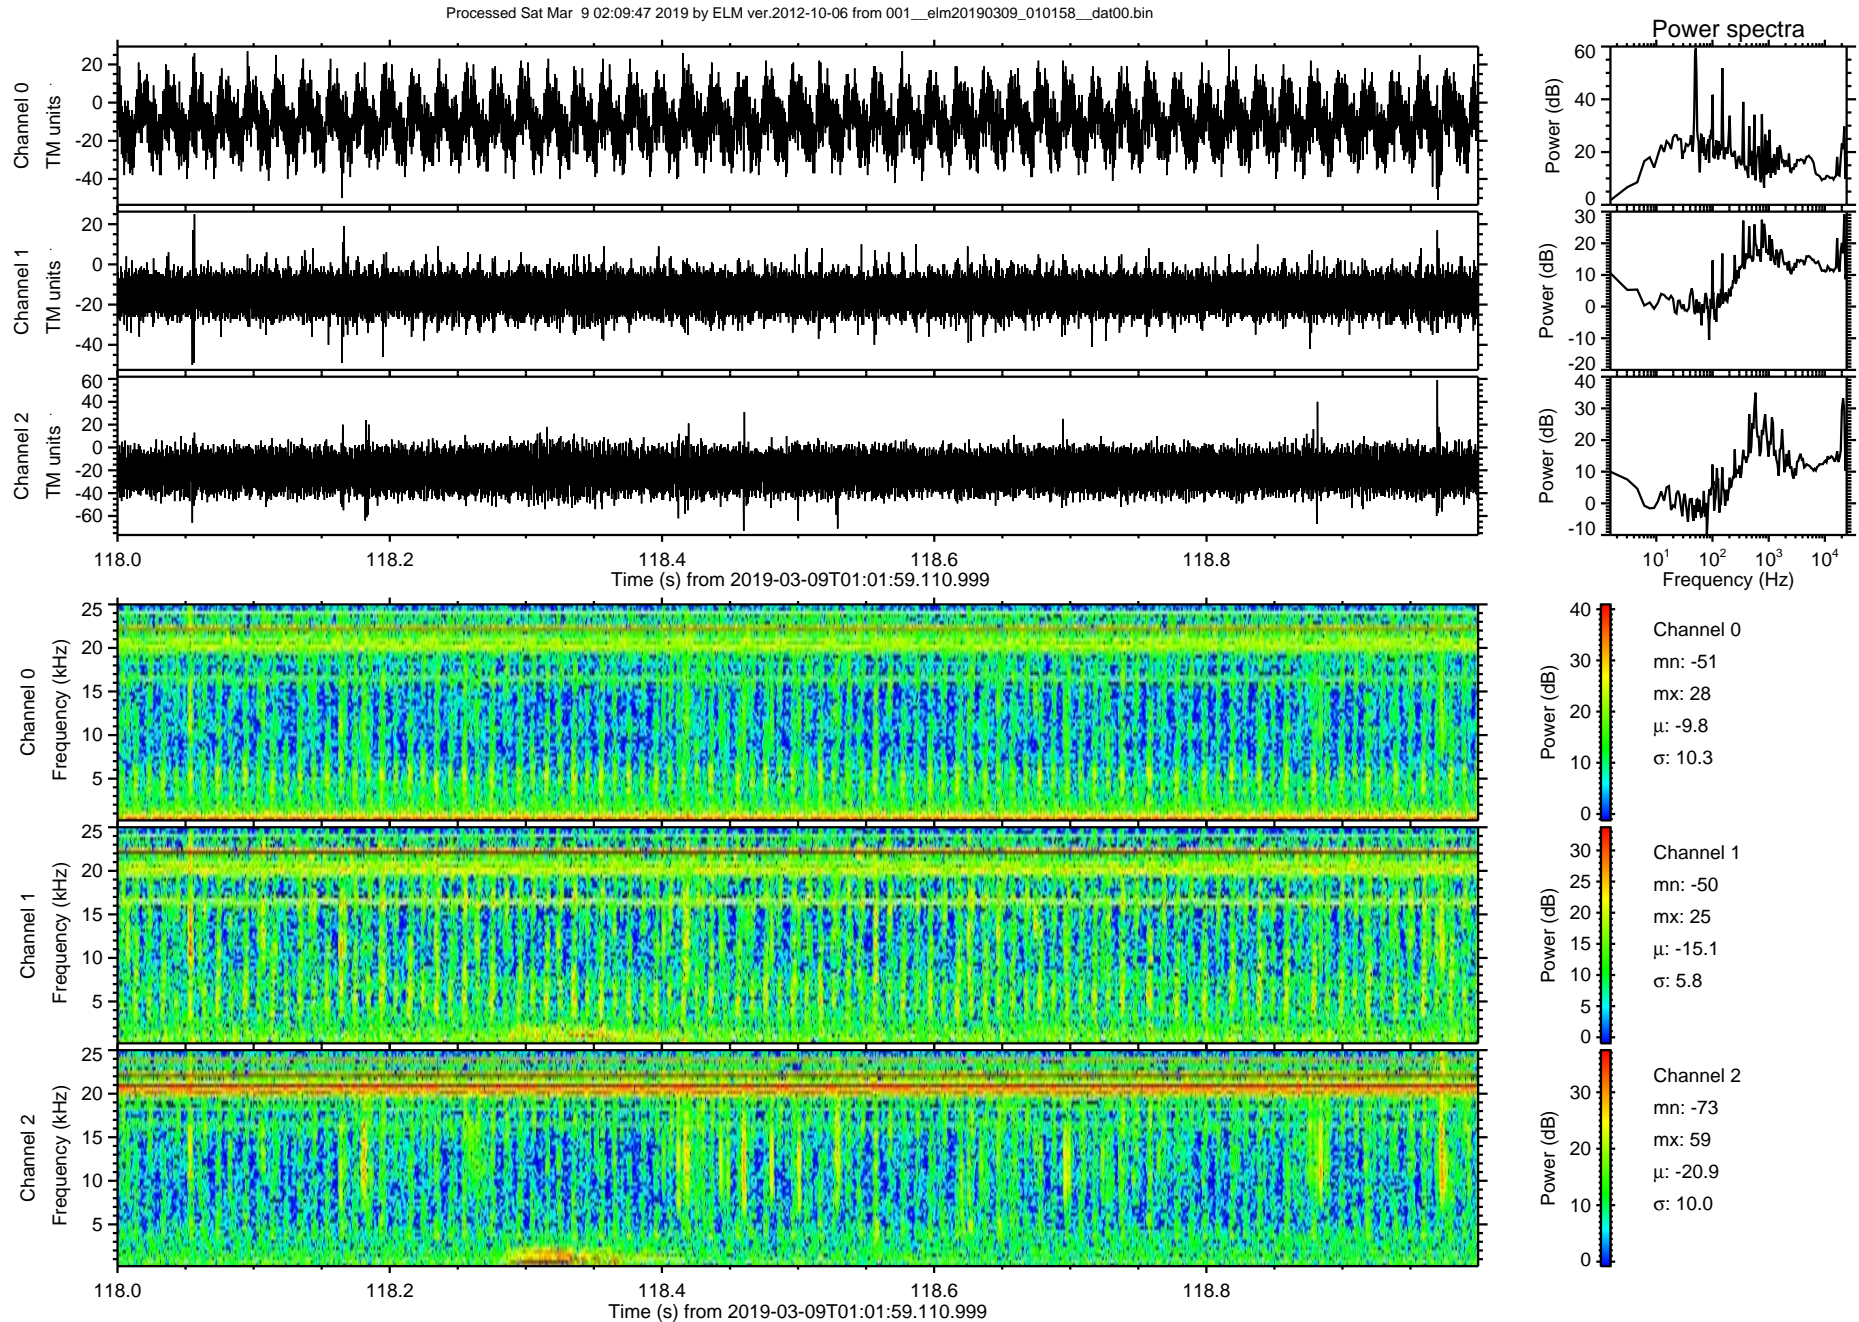 Processed Sat Mar  9 02:09:47 2019 by ELM ver.2012-10-06 from 001__elm20190309_010158__dat00.bin
Power spectra
Channel 0
TM units
20
0
-20
-40
Power (dB)
60
40
20
0
Channel 1
TM units
20
0
-20
-40
Power (dB)
30
20
10
0
-10
-20
Channel 2
TM units
60
40
20
0
-20
-40
-60
Power (dB)
40
30
20
10
0
-10
118.0 118.2 118.4 118.6 118.8
Time (s) from 2019-03-09T01:01:59.110.999
10^1 10^2 10^3 10^4
Frequency (Hz)
Channel 0
Frequency (kHz)
25
20
15
10
5
Power (dB)
40
30
20
10
0
Channel 0
mn: -51
mx: 28
μ: -9.8
σ: 10.3
Channel 1
Frequency (kHz)
25
20
15
10
5
Power (dB)
30
25
20
15
10
5
0
Channel 1
mn: -50
mx: 25
μ: -15.1
σ: 5.8
Channel 2
Frequency (kHz)
25
20
15
10
5
Power (dB)
30
20
10
0
Channel 2
mn: -73
mx: 59
μ: -20.9
σ: 10.0
118.0 118.2 118.4 118.6 118.8
Time (s) from 2019-03-09T01:01:59.110.999